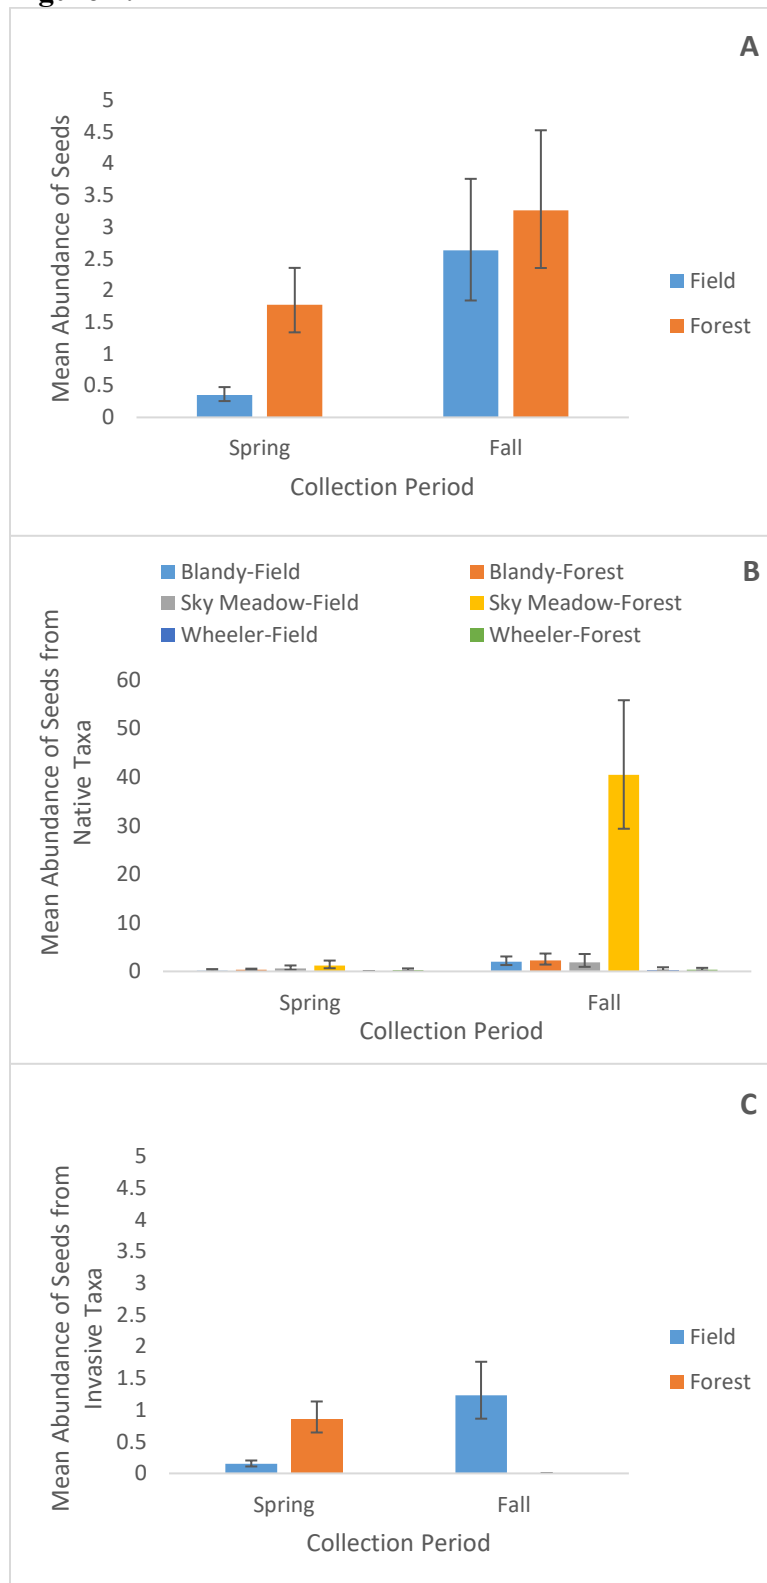 A
Mean Abundance of Seeds
5
4.5
4
3.5
3
2.5
2
1.5
1
0.5
0
Spring
Fall
Collection Period
Field
Forest
B
Blandy-Field
Blandy-Forest
Sky Meadow-Field
Sky Meadow-Forest
Wheeler-Field
Wheeler-Forest
Mean Abundance of Seeds from
Native Taxa
60
50
40
30
20
10
0
Spring
Fall
Collection Period
C
Mean Abundance of Seeds from
Invasive Taxa
5
4.5
4
3.5
3
2.5
2
1.5
1
0.5
0
Spring
Fall
Collection Period
Field
Forest